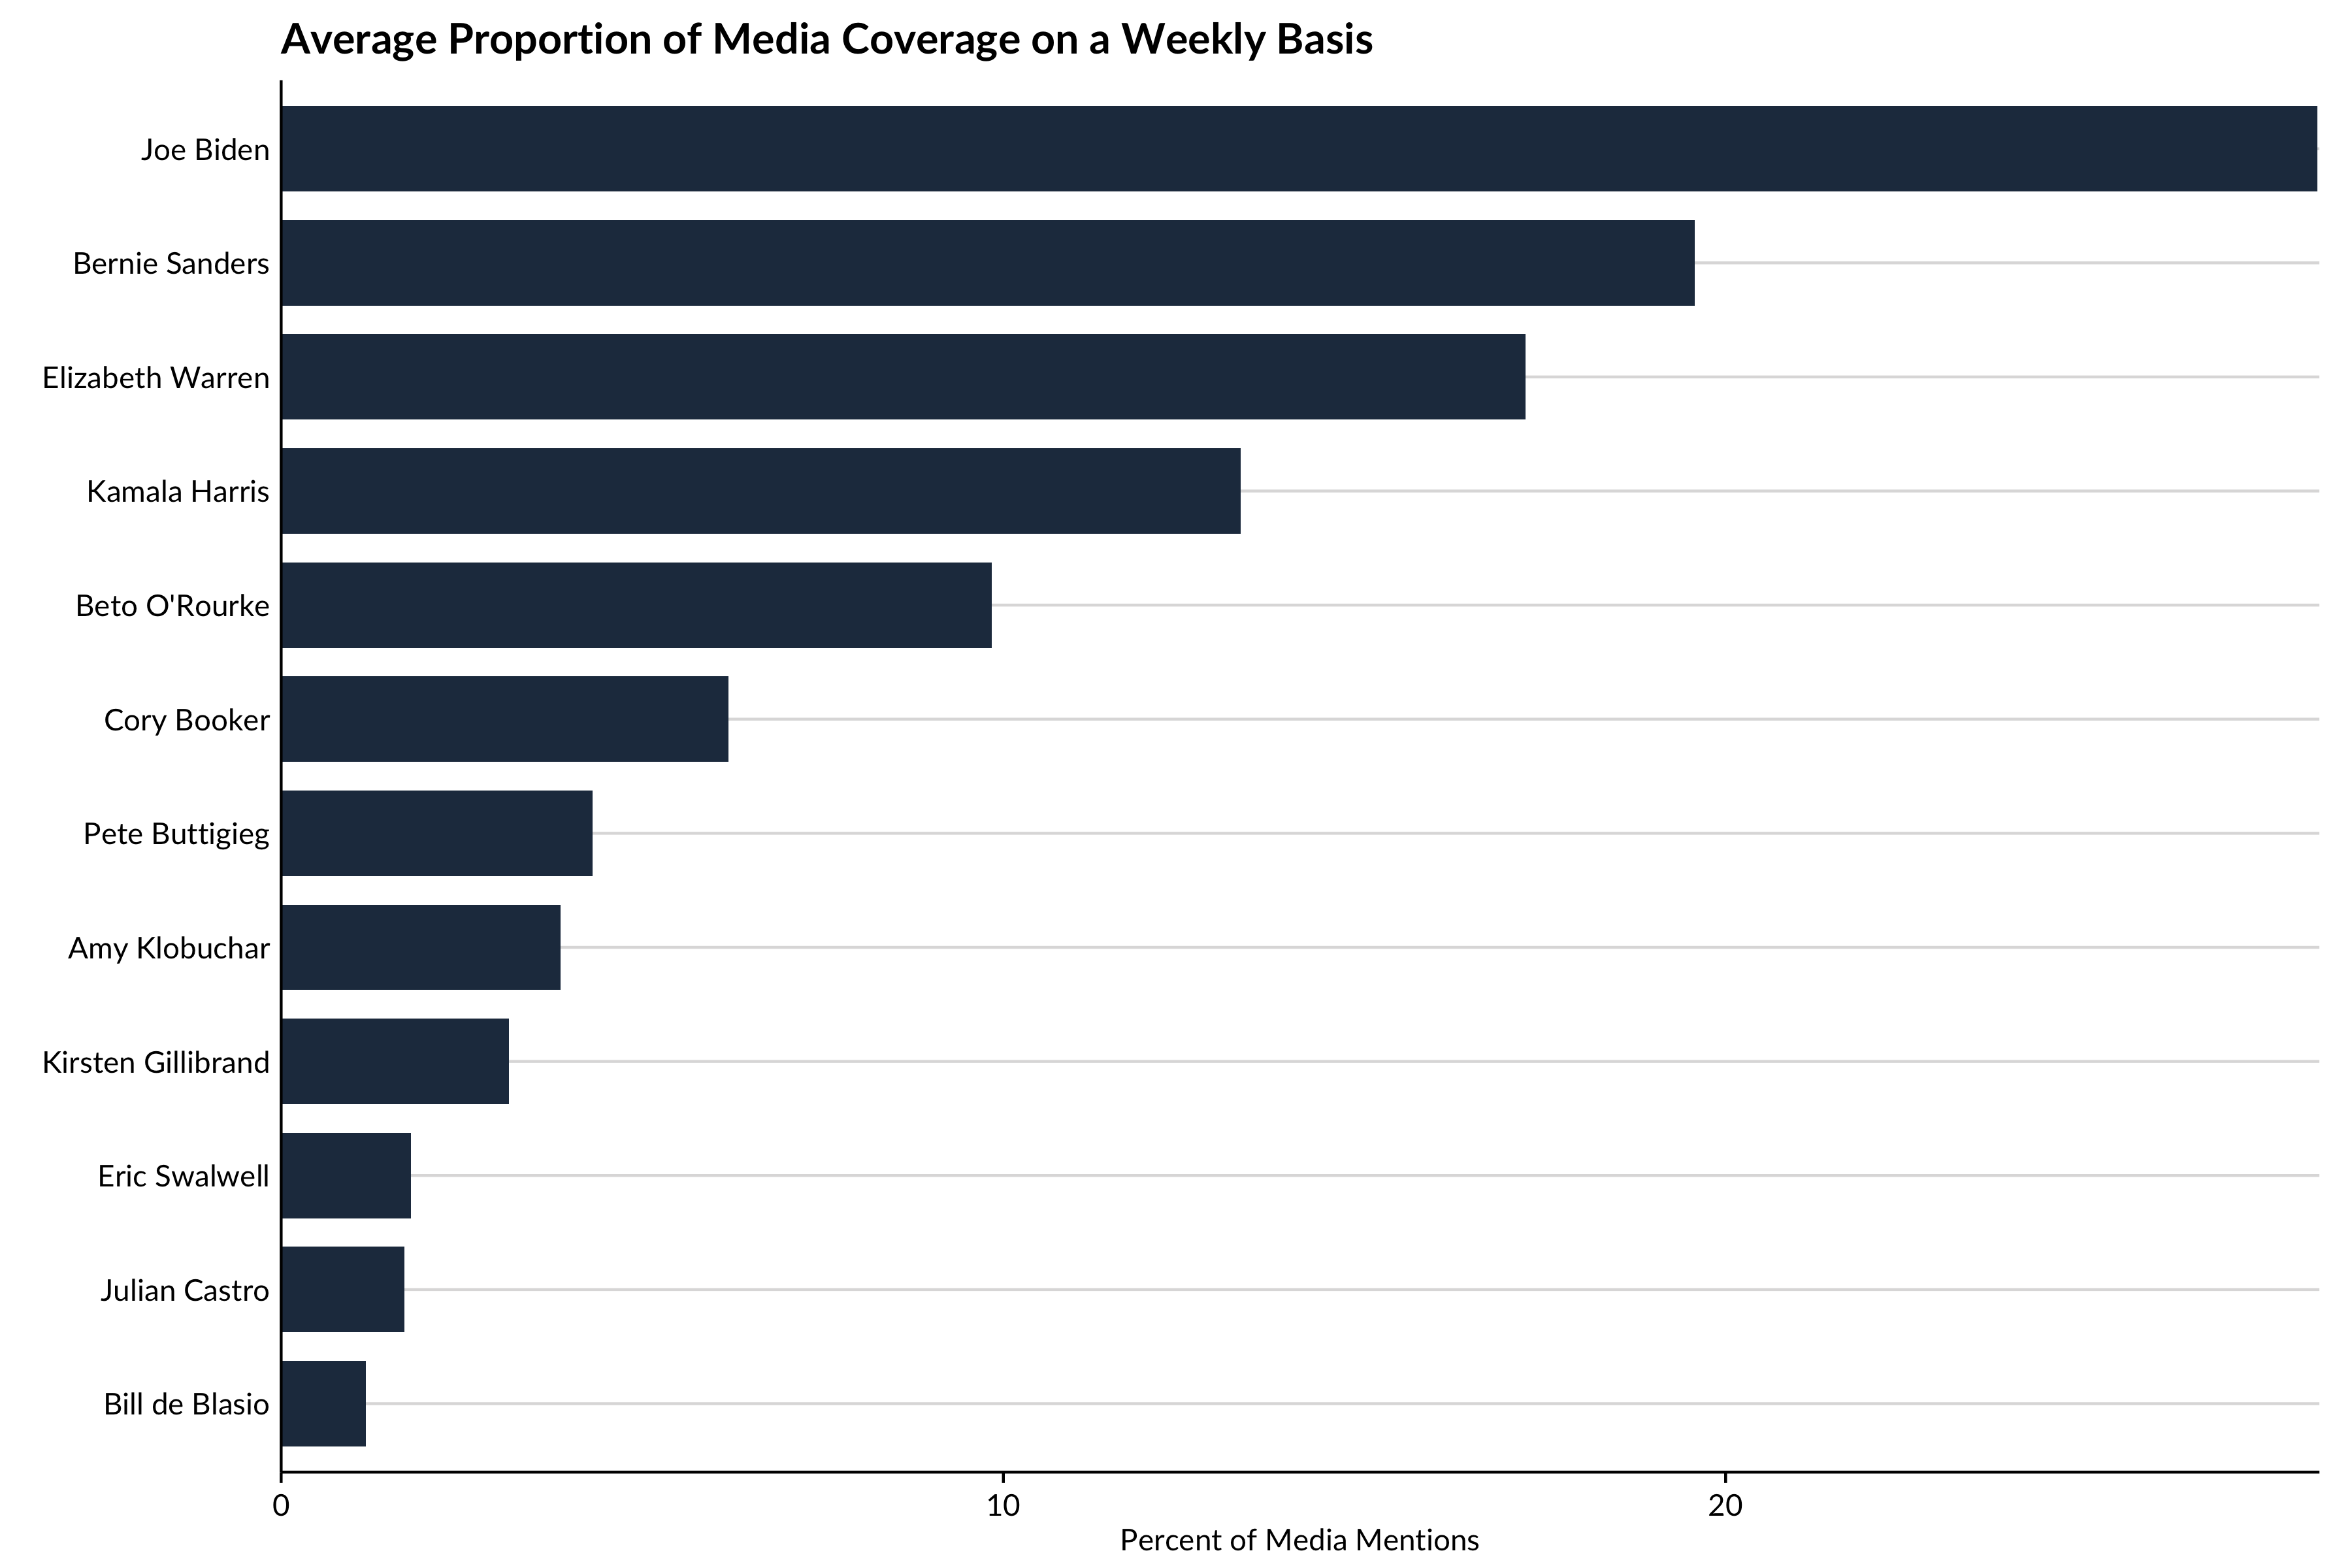 Average Proportion of Media Coverage on a Weekly Basis
Joe Biden
Bernie Sanders
Elizabeth Warren
Kamala Harris
Beto O'Rourke
Cory Booker
Pete Buttigieg
Amy Klobuchar
Kirsten Gillibrand
Eric Swalwell
Julian Castro
Bill de Blasio
0 10 20
Percent of Media Mentions